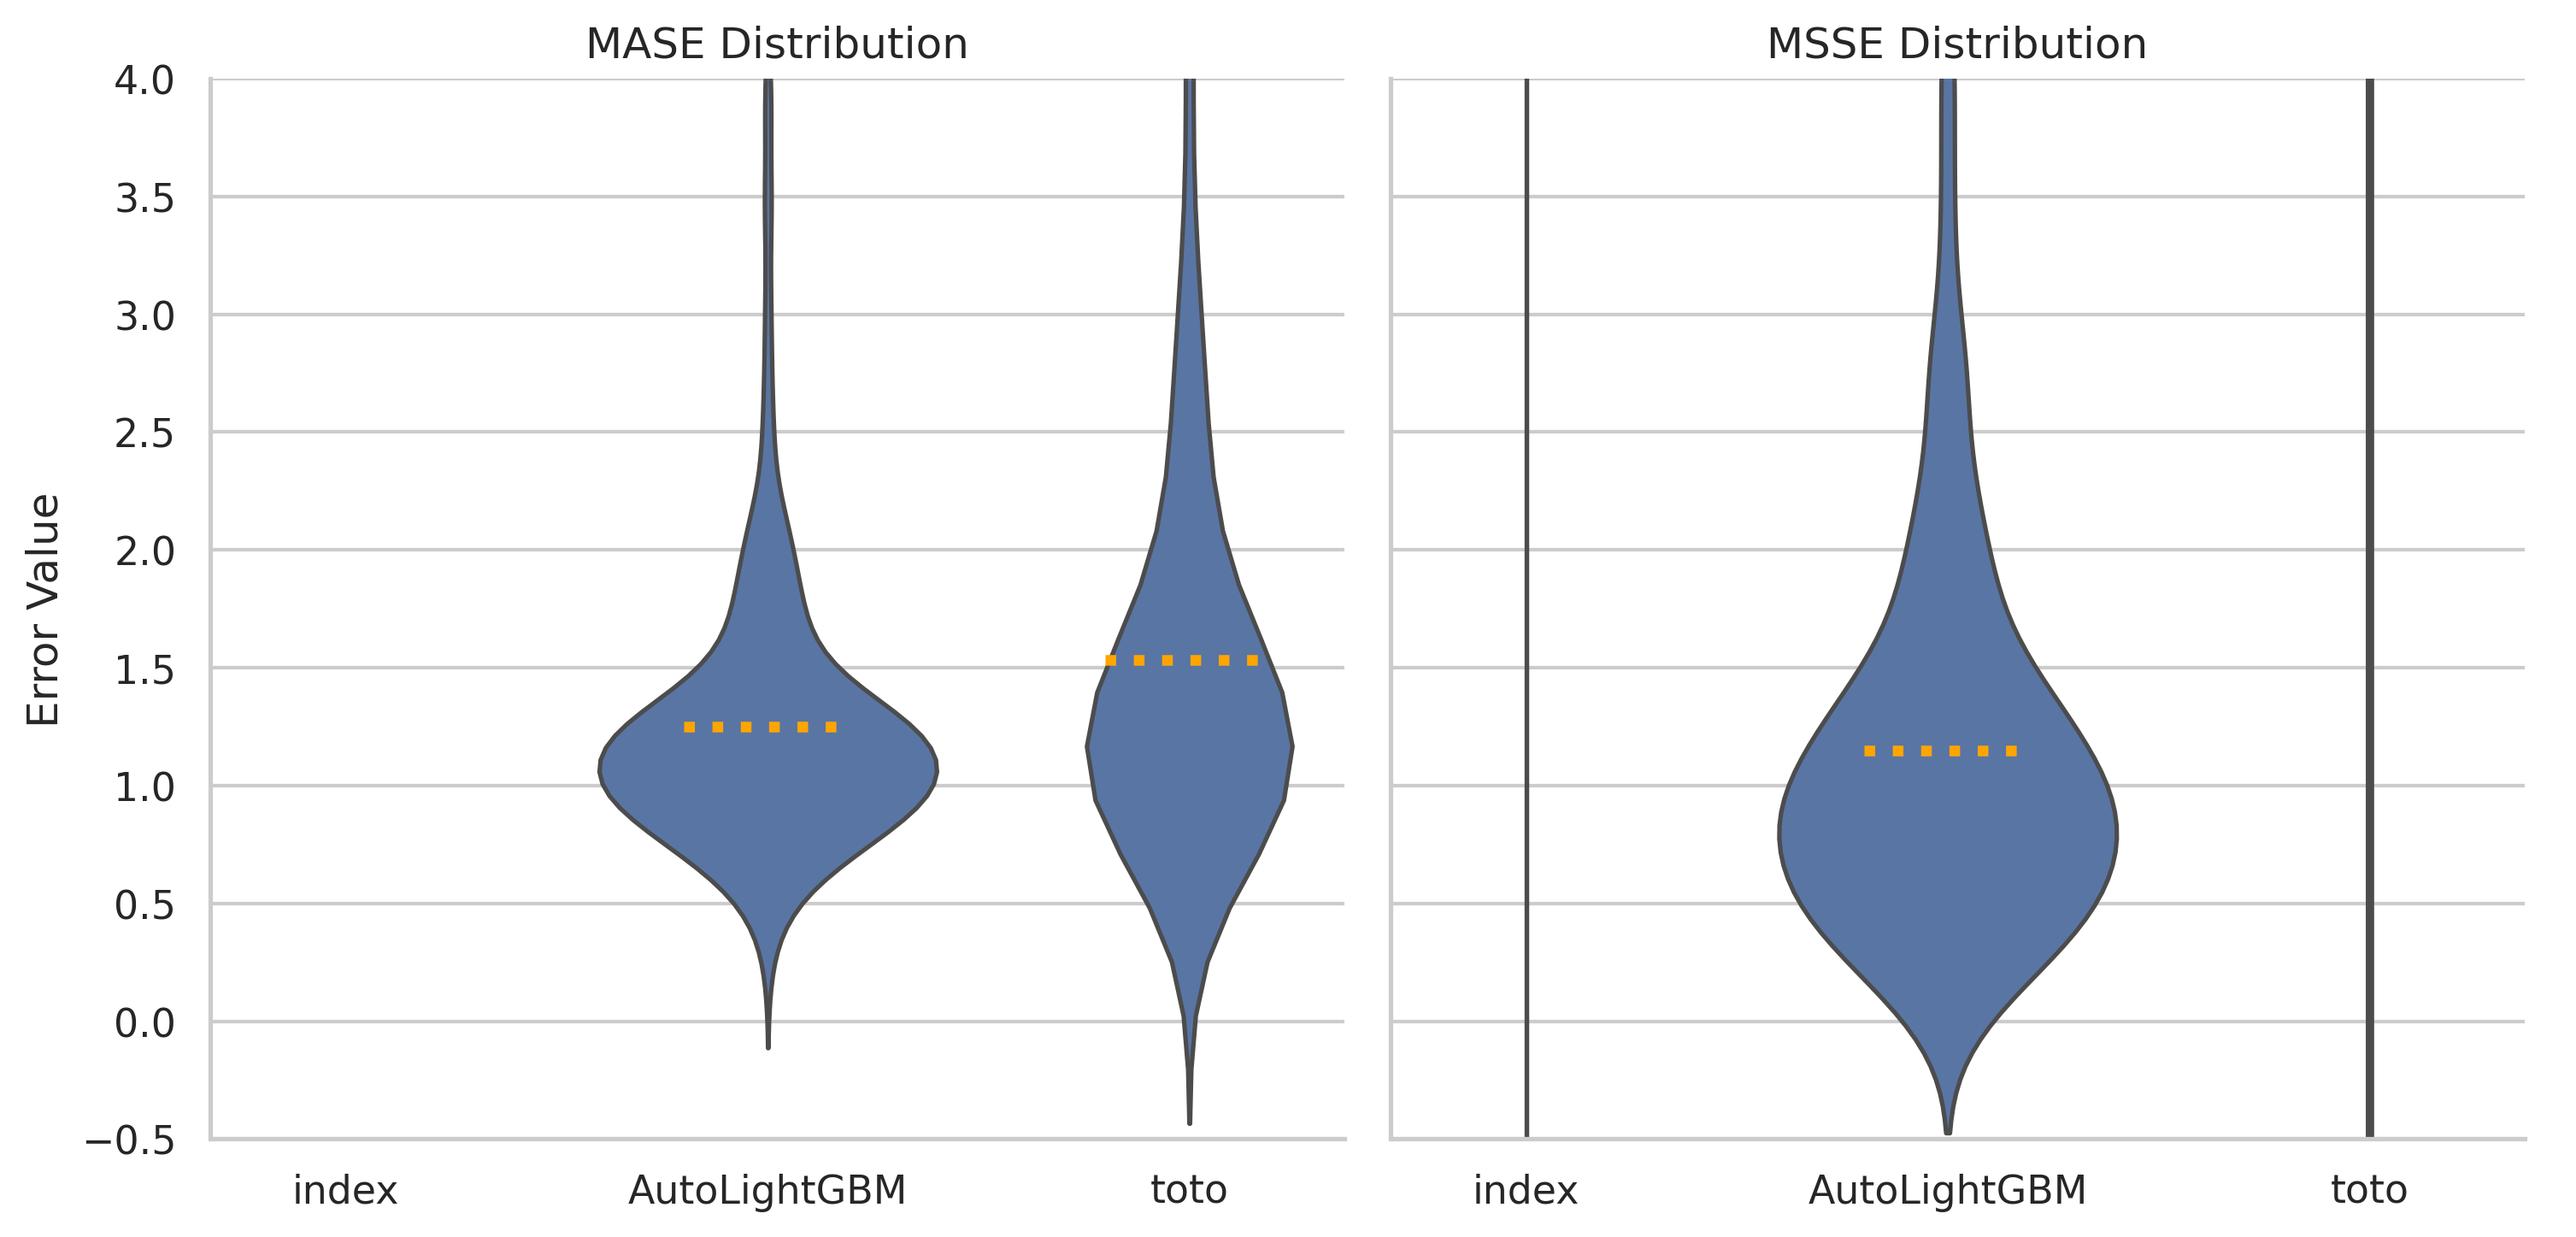 MASE Distribution
MSSE Distribution
Error Value
4.0
3.5
3.0
2.5
2.0
1.5
1.0
0.5
0.0
−0.5
index AutoLightGBM toto
index AutoLightGBM toto